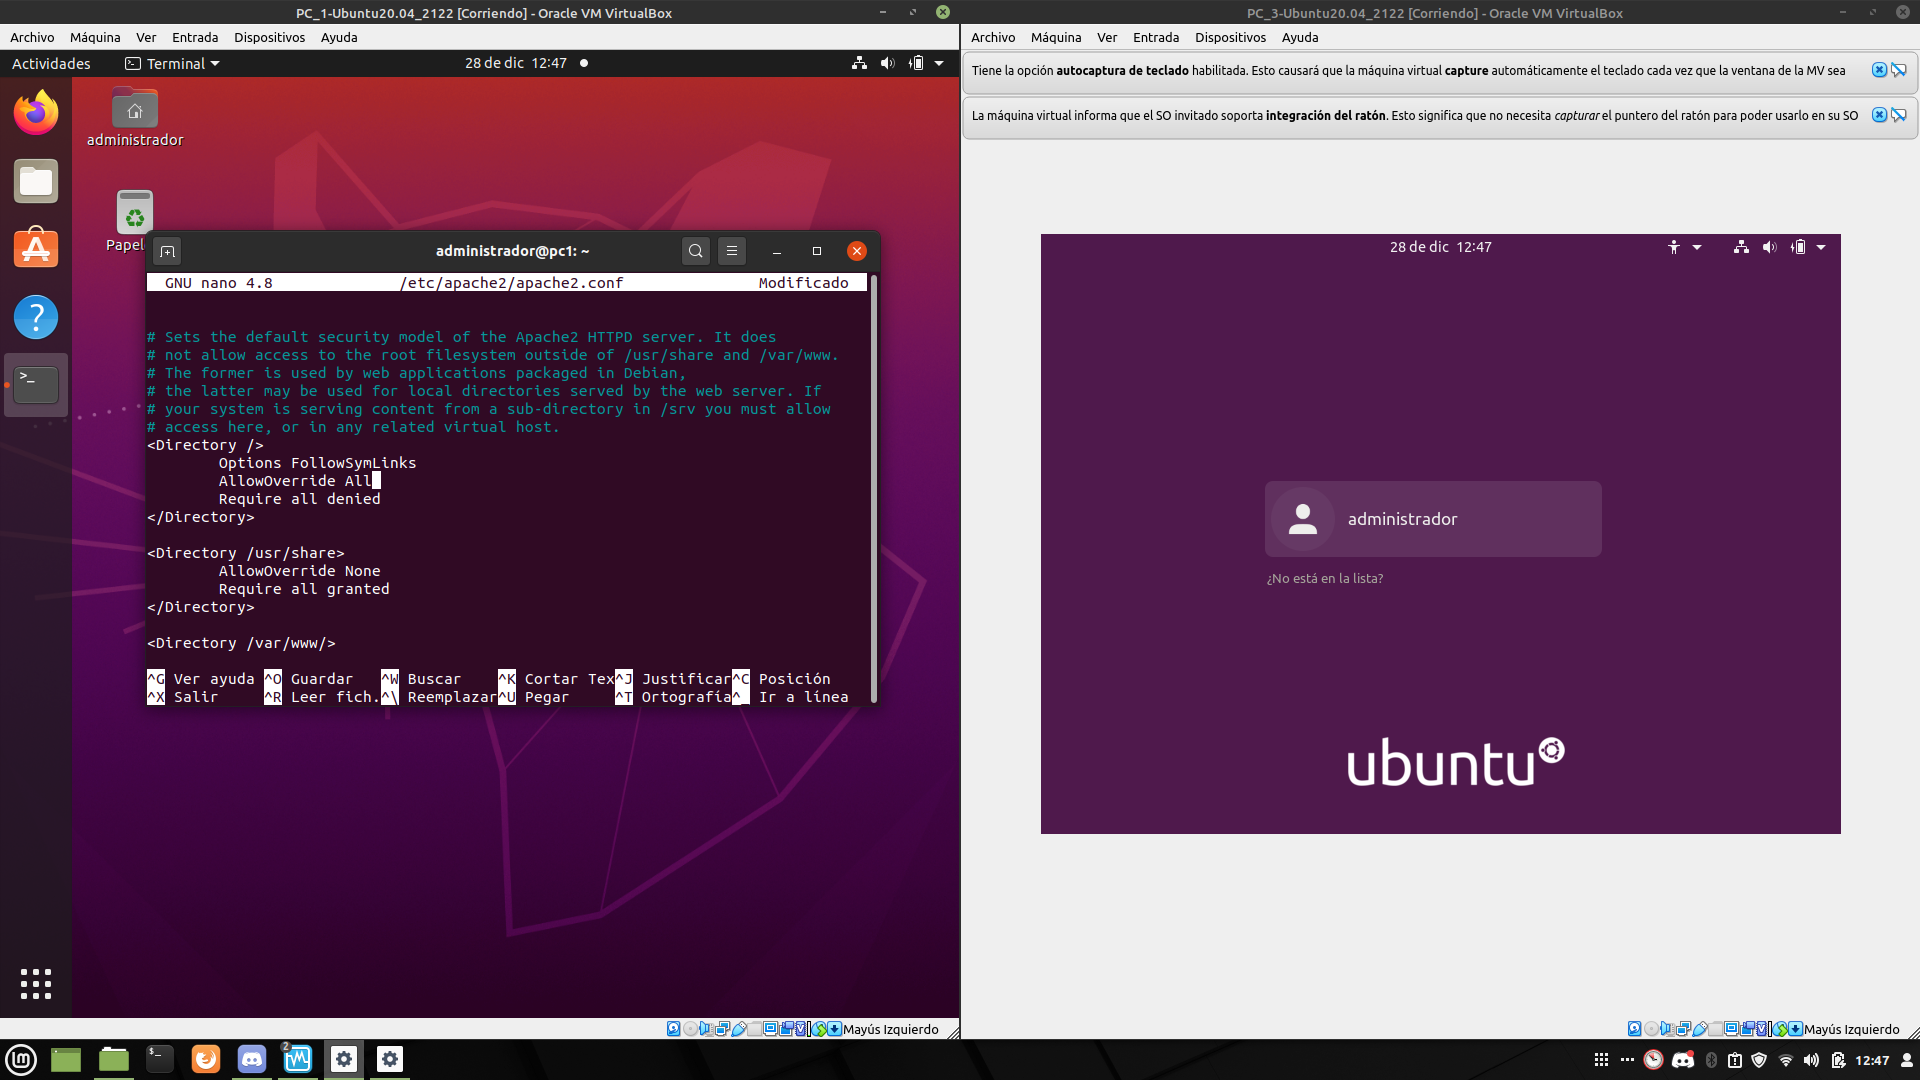 PC_1-Ubuntu20.04_2122 [Corriendo] - Oracle VM VirtualBox
Archivo Máquina Ver Entrada Dispositivos Ayuda
Actividades Terminal 28 de dic 12:47
administrador
Papel
administrador@pc1: ~
GNU nano 4.8 /etc/apache2/apache2.conf Modificado
# Sets the default security model of the Apache2 HTTPD server. It does
# not allow access to the root filesystem outside of /usr/share and /var/www.
# The former is used by web applications packaged in Debian,
# the latter may be used for local directories served by the web server. If
# your system is serving content from a sub-directory in /srv you must allow
# access here, or in any related virtual host.
<Directory />
Options FollowSymLinks
AllowOverride All
Require all denied
</Directory>
<Directory /usr/share>
AllowOverride None
Require all granted
</Directory>
<Directory /var/www/>
^G Ver ayuda ^O Guardar ^W Buscar ^K Cortar Tex^J Justificar^C Posición
^X Salir ^R Leer fich.^\ Reemplazar^U Pegar ^T Ortografía^_ Ir a línea
Mayús Izquierdo
PC_3-Ubuntu20.04_2122 [Corriendo] - Oracle VM VirtualBox
Archivo Máquina Ver Entrada Dispositivos Ayuda
Tiene la opción autocaptura de teclado habilitada. Esto causará que la máquina virtual capture automáticamente el teclado cada vez que la ventana de la MV sea
La máquina virtual informa que el SO invitado soporta integración del ratón. Esto significa que no necesita capturar el puntero del ratón para poder usarlo en su SO
28 de dic 12:47
administrador
¿No está en la lista?
ubuntu
Mayús Izquierdo
2
12:47